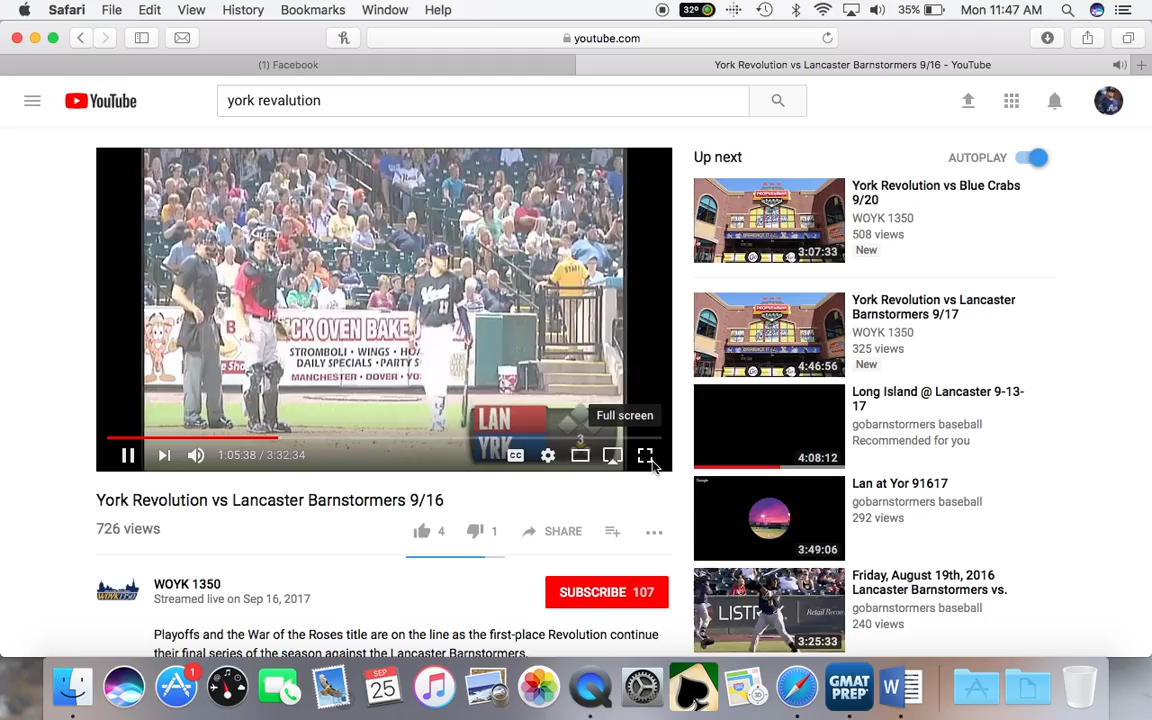 Safari File Edit View History Bookmarks Window Help 32° 35% Mon 11:47 AM
youtube.com
(1) Facebook
York Revolution vs Lancaster Barnstormers 9/16 - YouTube
YouTube
york revalution
Up next
AUTOPLAY
York Revolution vs Blue Crabs
9/20
WOYK 1350
508 views
New
3:07:33
York Revolution vs Lancaster
Barnstormers 9/17
WOYK 1350
325 views
New
4:46:56
Long Island @ Lancaster 9-13-
17
gobarnstormers baseball
Recommended for you
4:08:12
Lan at Yor 91617
gobarnstormers baseball
292 views
3:49:06
Friday, August 19th, 2016
Lancaster Barnstormers vs.
gobarnstormers baseball
240 views
3:25:33
CK OVEN BAKE
STROMBOLI • WINGS •
DAILY SPECIALS • PARTY
MANCHESTER • DOVER •
LAN
YRK
3
Full screen
CC
1:05:38 / 3:32:34
York Revolution vs Lancaster Barnstormers 9/16
726 views
4 1 SHARE
WOYK 1350
Streamed live on Sep 16, 2017
SUBSCRIBE 107
Playoffs and the War of the Roses title are on the line as the first-place Revolution continue
their final series of the season against the Lancaster Barnstormers.
1
SEP
25
3D
GMAT
PREP
W